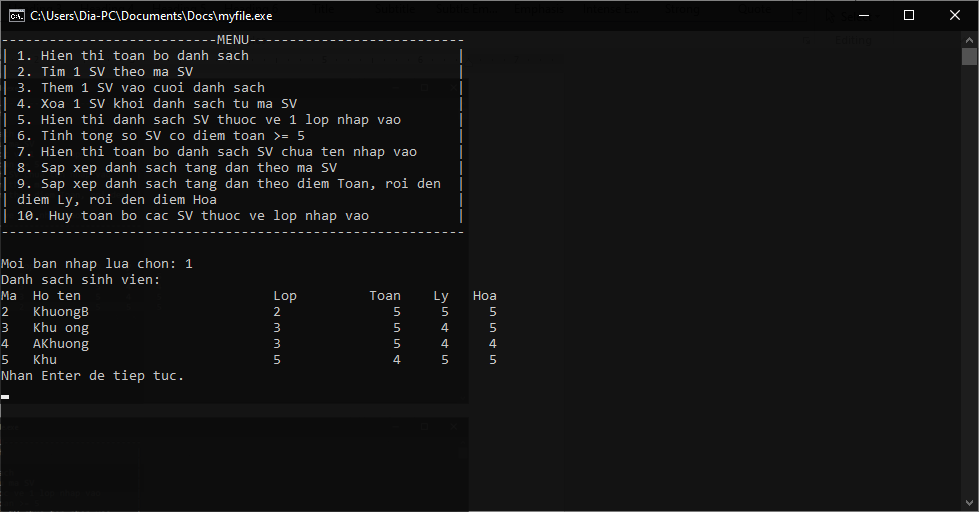 C:\Users\Dia-PC\Documents\Docs\myfile.exe
---------------------------MENU---------------------------
| 1. Hien thi toan bo danh sach |
| 2. Tim 1 SV theo ma SV |
| 3. Them 1 SV vao cuoi danh sach |
| 4. Xoa 1 SV khoi danh sach tu ma SV |
| 5. Hien thi danh sach SV thuoc ve 1 lop nhap vao |
| 6. Tinh tong so SV co diem toan >= 5 |
| 7. Hien thi toan bo danh sach SV chua ten nhap vao |
| 8. Sap xep danh sach tang dan theo ma SV |
| 9. Sap xep danh sach tang dan theo diem Toan, roi den |
| diem Ly, roi den diem Hoa |
| 10. Huy toan bo cac SV thuoc ve lop nhap vao |
----------------------------------------------------------
Moi ban nhap lua chon: 1
Danh sach sinh vien:
Ma Ho ten Lop Toan Ly Hoa
2 KhuongB 2 5 5 5
3 Khu ong 3 5 4 5
4 AKhuong 3 5 4 4
5 Khu 5 4 5 5
Nhan Enter de tiep tuc.